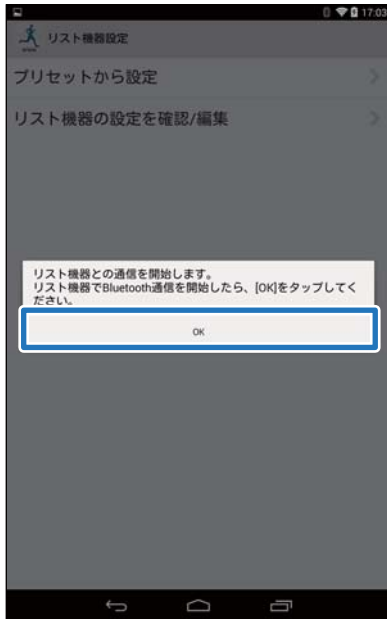 17:03
リスト機器設定
プリセットから設定
リスト機器の設定を確認/編集
リスト機器との通信を開始します。
リスト機器でBluetooth通信を開始したら、[OK]をタップしてく
ださい。
OK